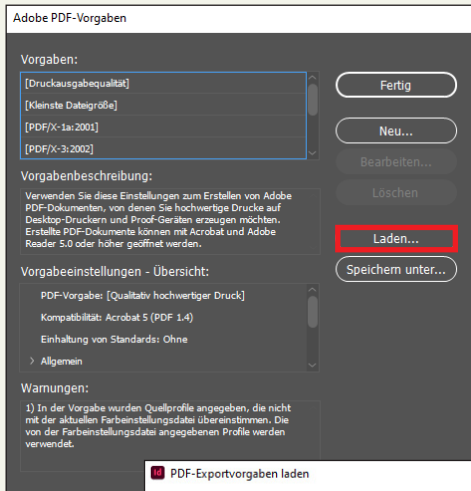 Adobe PDF-Vorgaben
Vorgaben:
[Druckausgabequalität]
[Kleinste Dateigröße]
[PDF/X-1a:2001]
[PDF/X-3:2002]
Fertig
Neu...
Bearbeiten...
Löschen
Laden...
Speichern unter...
Vorgabenbeschreibung:
Verwenden Sie diese Einstellungen zum Erstellen von Adobe
PDF-Dokumenten, von denen Sie hochwertige Drucke auf
Desktop-Druckern und Proof-Geräten erzeugen möchten.
Erstellte PDF-Dokumente können mit Acrobat und Adobe
Reader 5.0 oder höher geöffnet werden.
Vorgabeeinstellungen - Übersicht:
PDF-Vorgabe: [Qualitativ hochwertiger Druck]
Kompatibilität: Acrobat 5 (PDF 1.4)
Einhaltung von Standards: Ohne
> Allgemein
Warnungen:
1) In der Vorgabe wurden Quellprofile angegeben, die nicht
mit der aktuellen Farbeinstellungsdatei übereinstimmen. Die
von der Farbeinstellungsdatei angegebenen Profile werden
verwendet.
Id PDF-Exportvorgaben laden